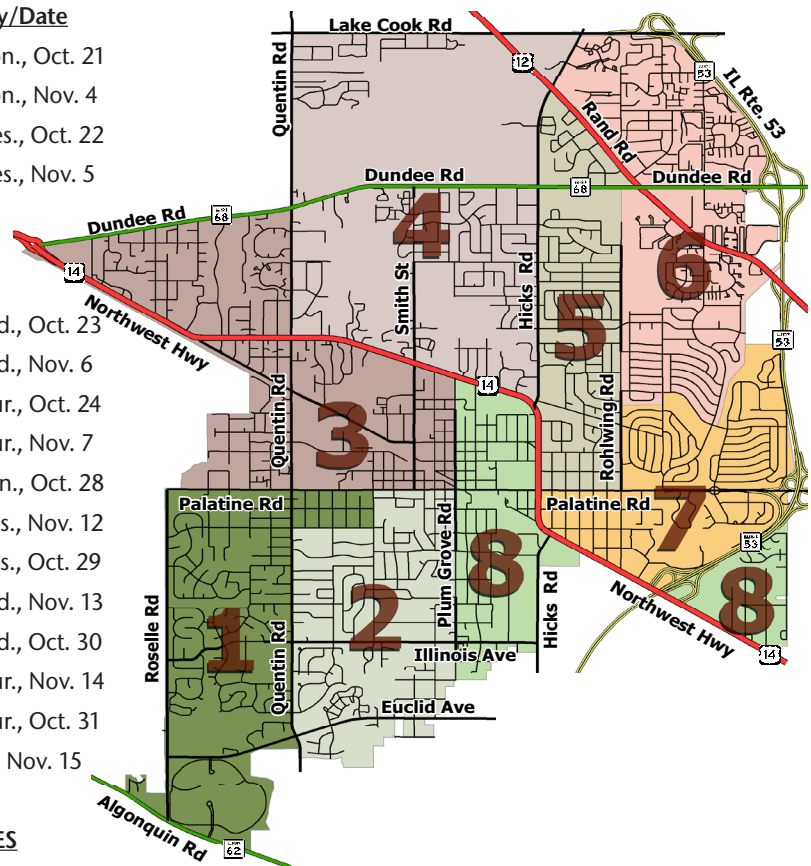 y/Date
on., Oct. 21
on., Nov. 4
es., Oct. 22
es., Nov. 5
d., Oct. 23
d., Nov. 6
ur., Oct. 24
ur., Nov. 7
n., Oct. 28
s., Nov. 12
s., Oct. 29
d., Nov. 13
d., Oct. 30
ur., Nov. 14
ur., Oct. 31
, Nov. 15
ES
Lake Cook Rd
Quentin Rd
12
Rand Rd
53
IL Rte. 53
Dundee Rd
68
Dundee Rd
Dundee Rd
68
14
Northwest Hwy
4
Smith St
Hicks Rd
5
6
53
14
Quentin Rd
3
Rohlwing Rd
Palatine Rd
Palatine Rd
7
Plum Grove Rd
8
53
8
Roselle Rd
1
Quentin Rd
2
Hicks Rd
Northwest Hwy
14
Illinois Ave
Euclid Ave
Algonquin Rd
62